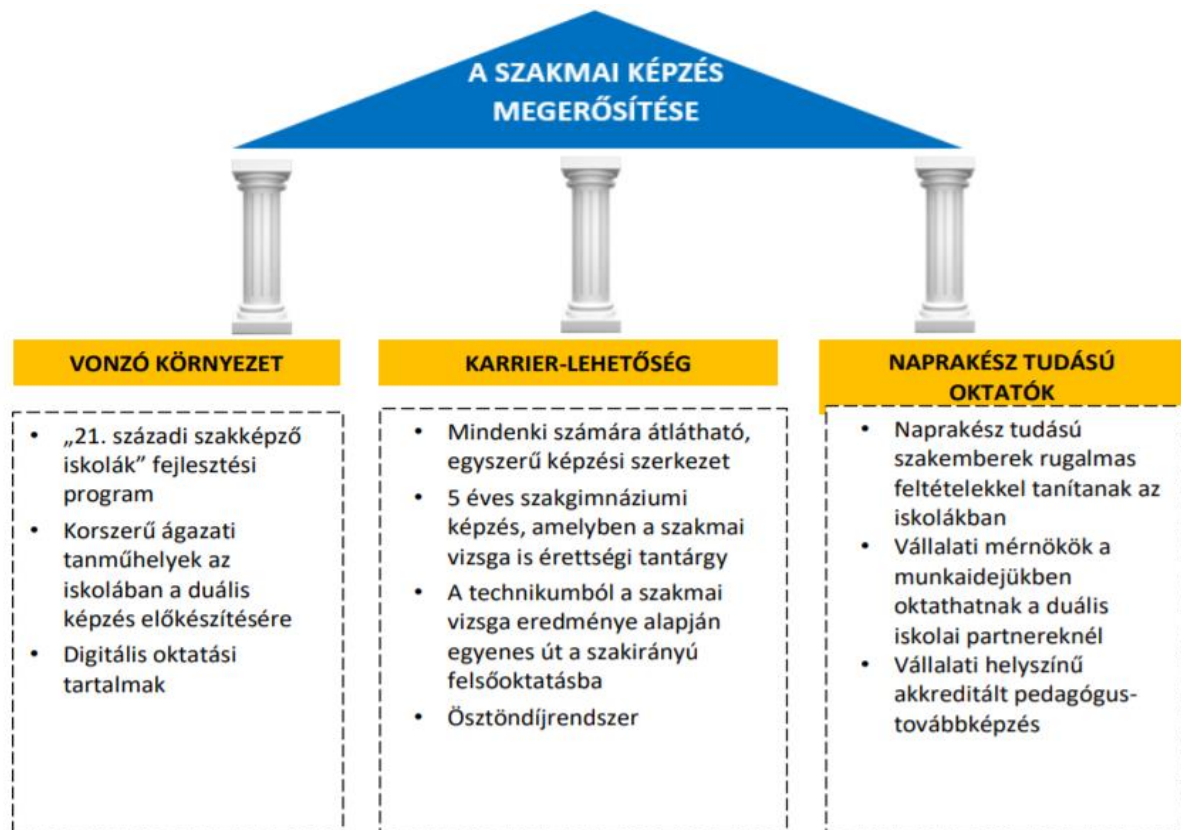 A SZAKMAI KÉPZÉS
MEGERŐSÍTÉSE
VONZÓ KÖRNYEZET
• „21. századi szakképző
iskolák” fejlesztési
program
• Korszerű ágazati
tanműhelyek az
iskolában a duális
képzés előkészítésére
• Digitális oktatási
tartalmak
KARRIER-LEHETŐSÉG
• Mindenki számára átlátható,
egyszerű képzési szerkezet
• 5 éves szakgimnáziumi
képzés, amelyben a szakmai
vizsga is érettségi tantárgy
• A technikumból a szakmai
vizsga eredménye alapján
egyenes út a szakirányú
felsőoktatásba
• Ösztöndíjrendszer
NAPRAKÉSZ TUDÁSÚ
OKTATÓK
• Naprakész tudású
szakemberek rugalmas
feltételekkel tanítanak az
iskolákban
• Vállalati mérnökök a
munkaidejükben
oktathatnak a duális
iskolai partnereknél
• Vállalati helyszínű
akkreditált pedagógus-
továbbképzés